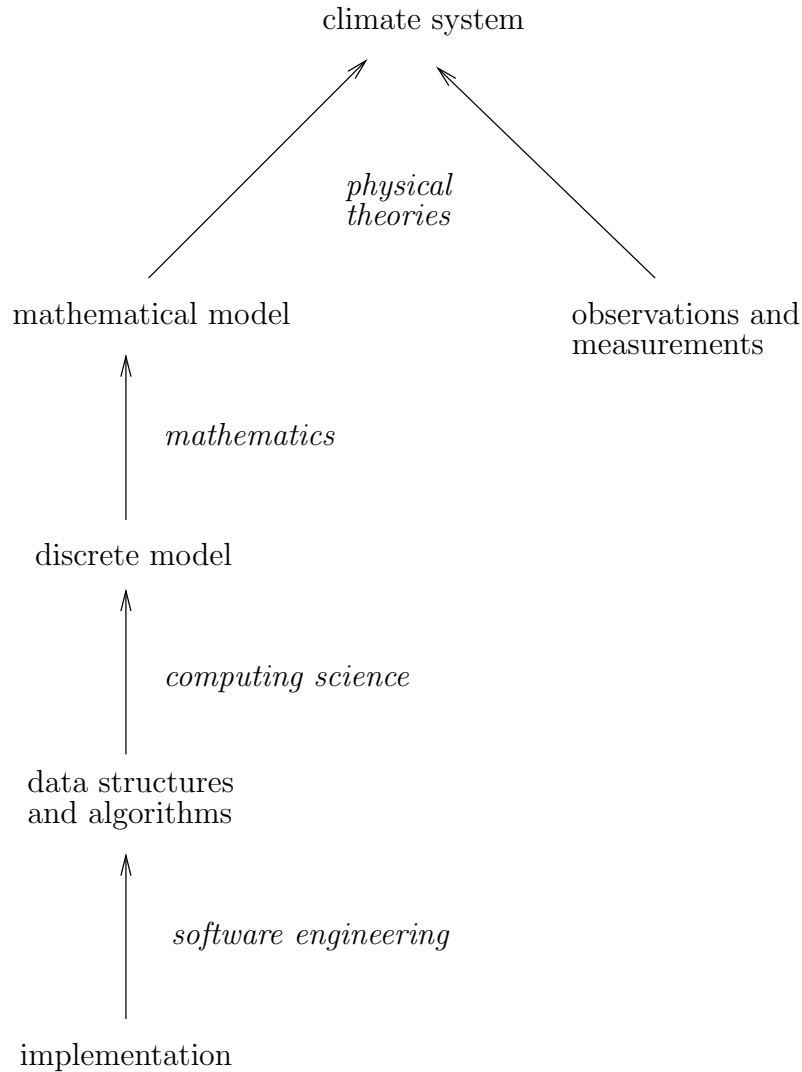 climate system
physical
theories
mathematical model
observations and
measurements
mathematics
discrete model
computing science
data structures
and algorithms
software engineering
implementation